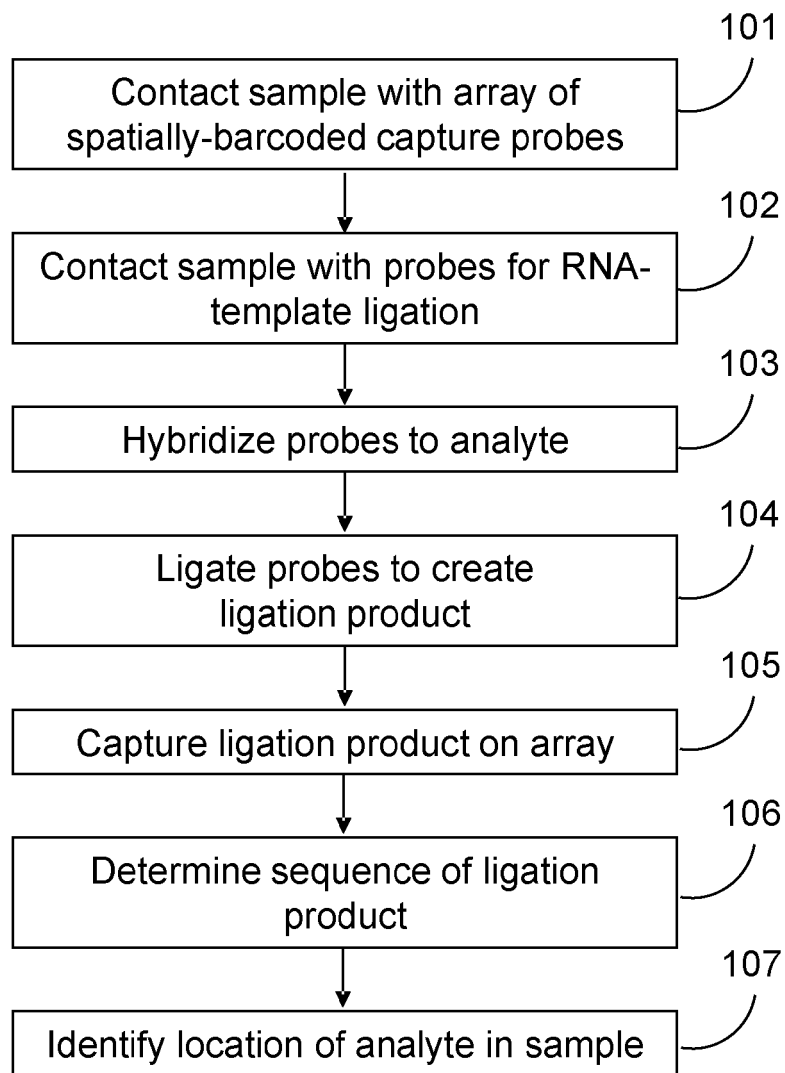 101
Contact sample with array of
spatially-barcoded capture probes
102
Contact sample with probes for RNA-
template ligation
103
Hybridize probes to analyte
104
Ligate probes to create
ligation product
105
Capture ligation product on array
106
Determine sequence of ligation
product
107
Identify location of analyte in sample